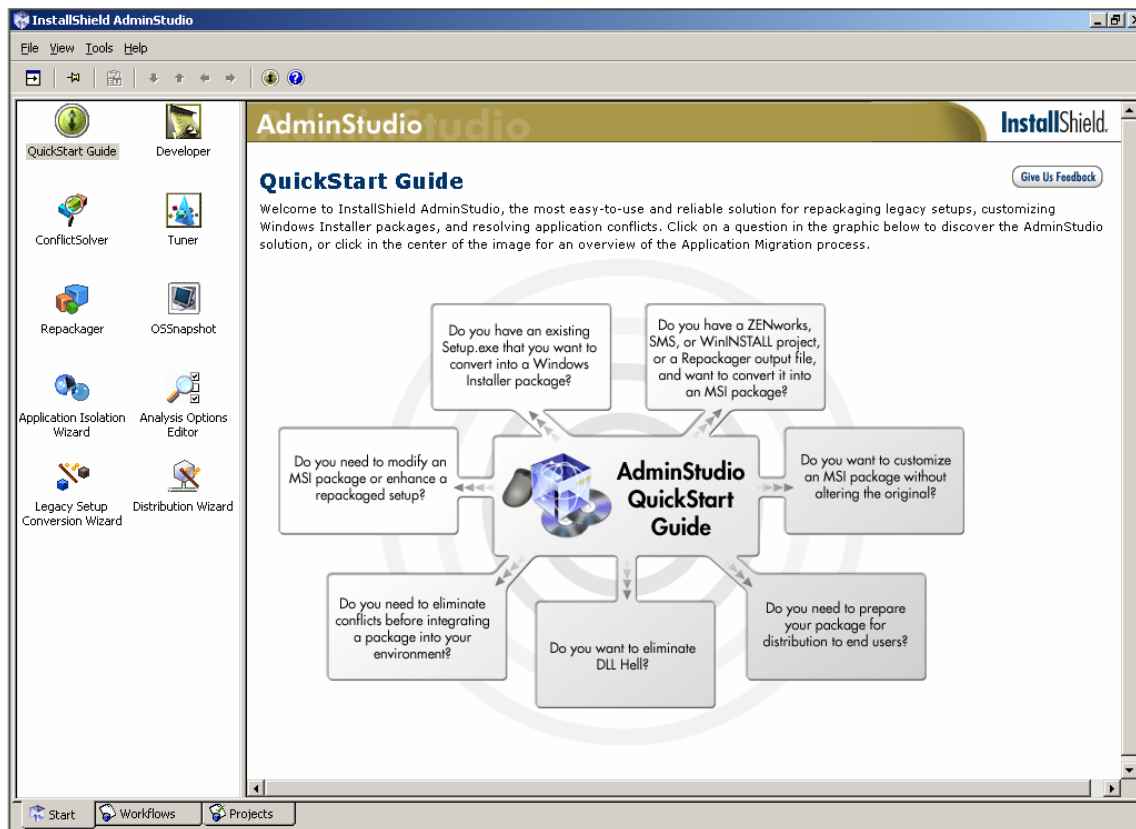 InstallShield AdminStudio
File View Tools Help
QuickStart Guide
Developer
ConflictSolver
Tuner
Repackager
OSSnapshot
Application Isolation
Wizard
Analysis Options
Editor
Legacy Setup
Conversion Wizard
Distribution Wizard
AdminStudio
InstallShield.
QuickStart Guide
Give Us Feedback
Welcome to InstallShield AdminStudio, the most easy-to-use and reliable solution for repackaging legacy setups, customizing
Windows Installer packages, and resolving application conflicts. Click on a question in the graphic below to discover the AdminStudio
solution, or click in the center of the image for an overview of the Application Migration process.
Do you have an existing
Setup.exe that you want to
convert into a Windows
Installer package?
Do you have a ZENworks,
SMS, or WinINSTALL project,
or a Repackager output file,
and want to convert it into
an MSI package?
Do you need to modify an
MSI package or enhance a
repackaged setup?
AdminStudio
QuickStart
Guide
Do you want to customize
an MSI package without
altering the original?
Do you need to eliminate
conflicts before integrating
a package into your
environment?
Do you want to eliminate
DLL Hell?
Do you need to prepare
your package for
distribution to end users?
Start
Workflows
Projects